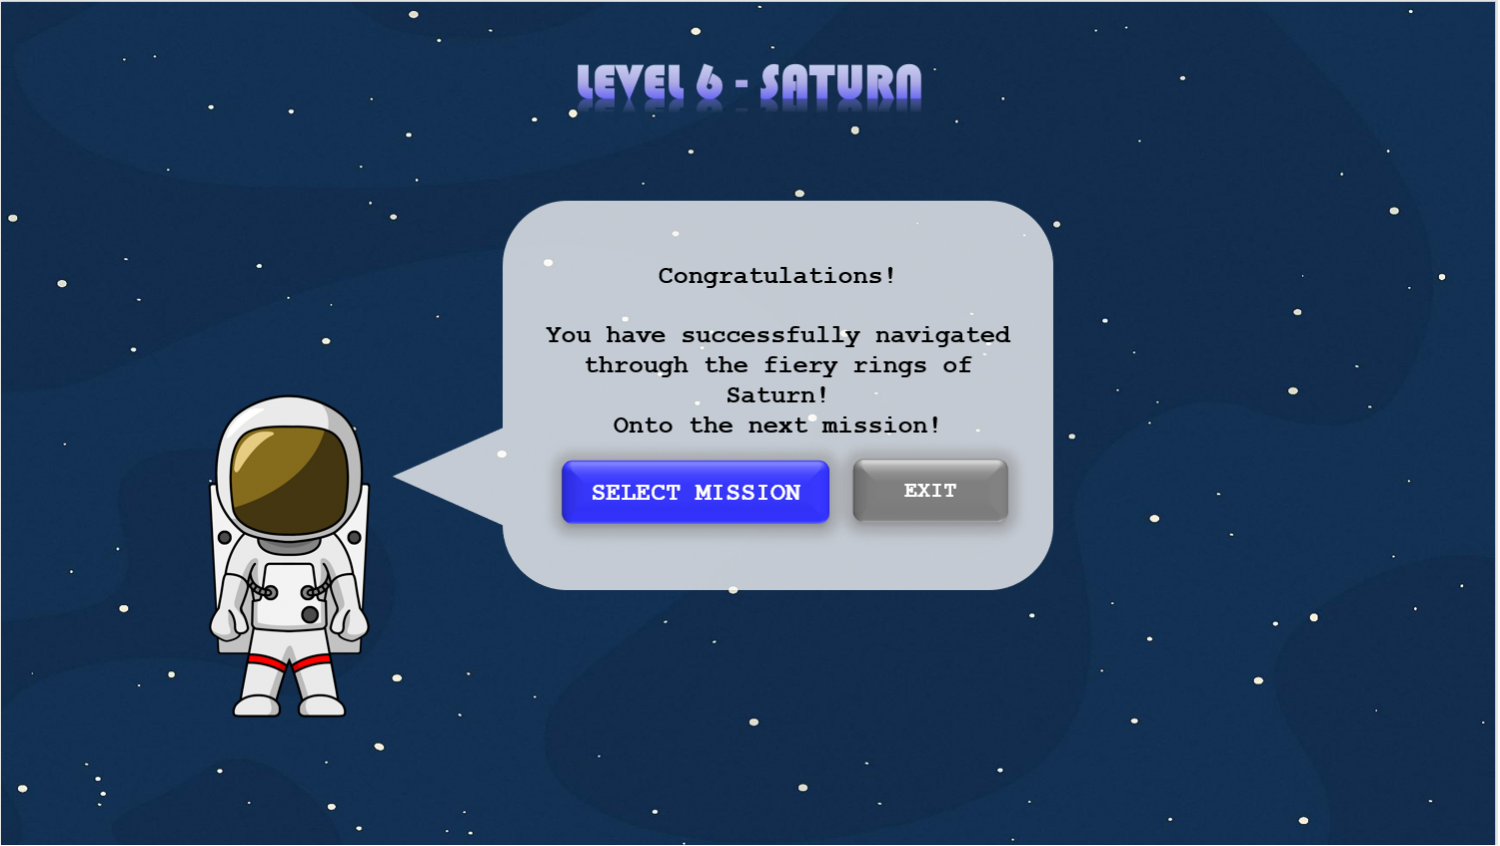 LEVEL 6 - SATURN
Congratulations!
You have successfully navigated
through the fiery rings of
Saturn!
Onto the next mission!
SELECT MISSION
EXIT